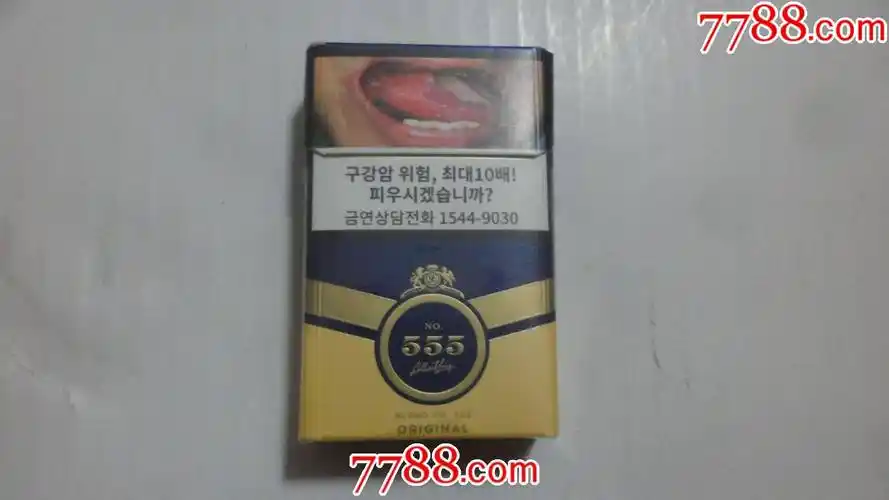 7788.com
구강암 위험, 최대10배!
피우시겠습니까?
금연상담전화 1544-9030
NO.
555
ORIGINAL
7788.com